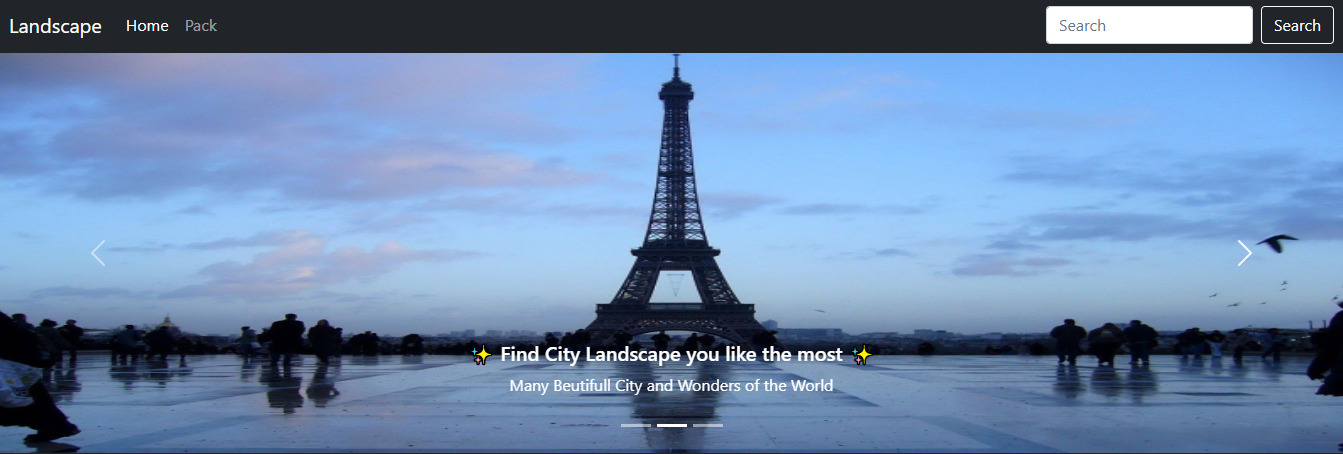 Landscape Home Pack Search Search
✨ Find City Landscape you like the most ✨
Many Beutifull City and Wonders of the World